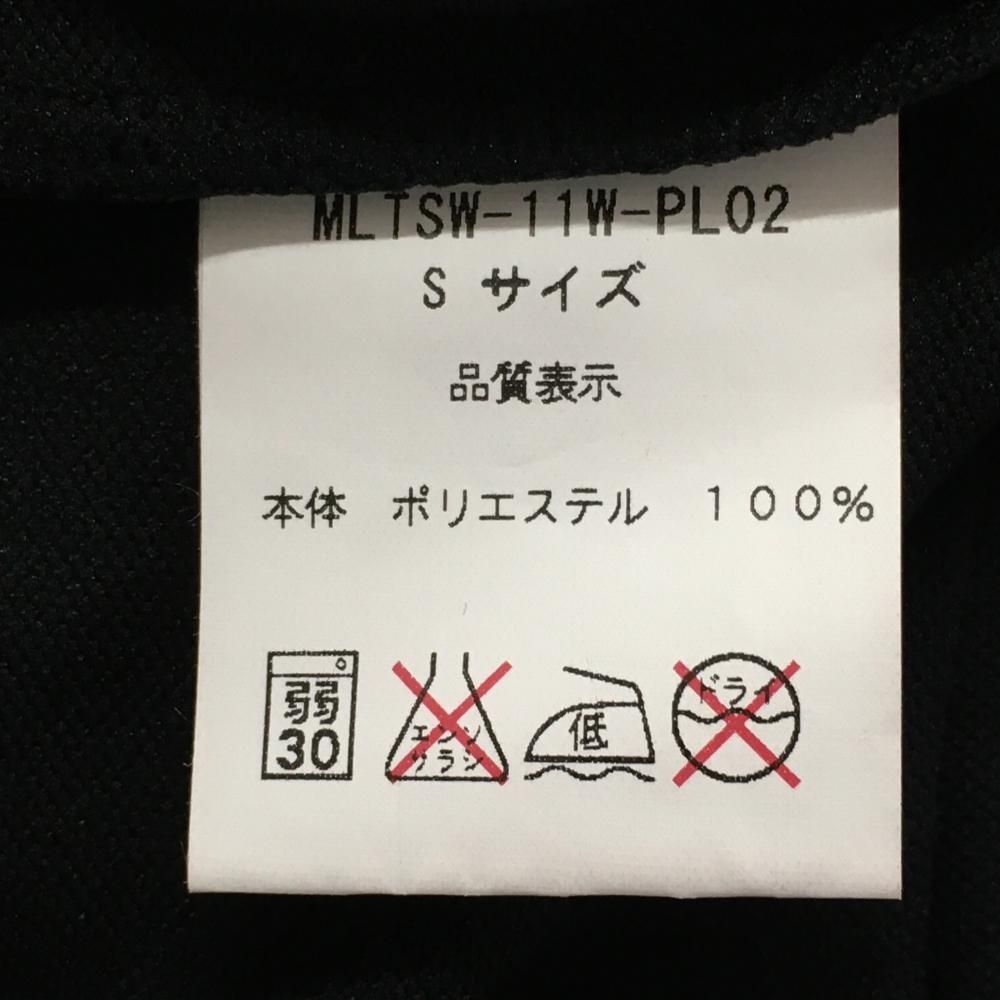 MLTSW-11W-PL02
S サイズ
品質表示
本体 ポリエステル 100%
弱
30
エンソ
サラシ
低
ドライ